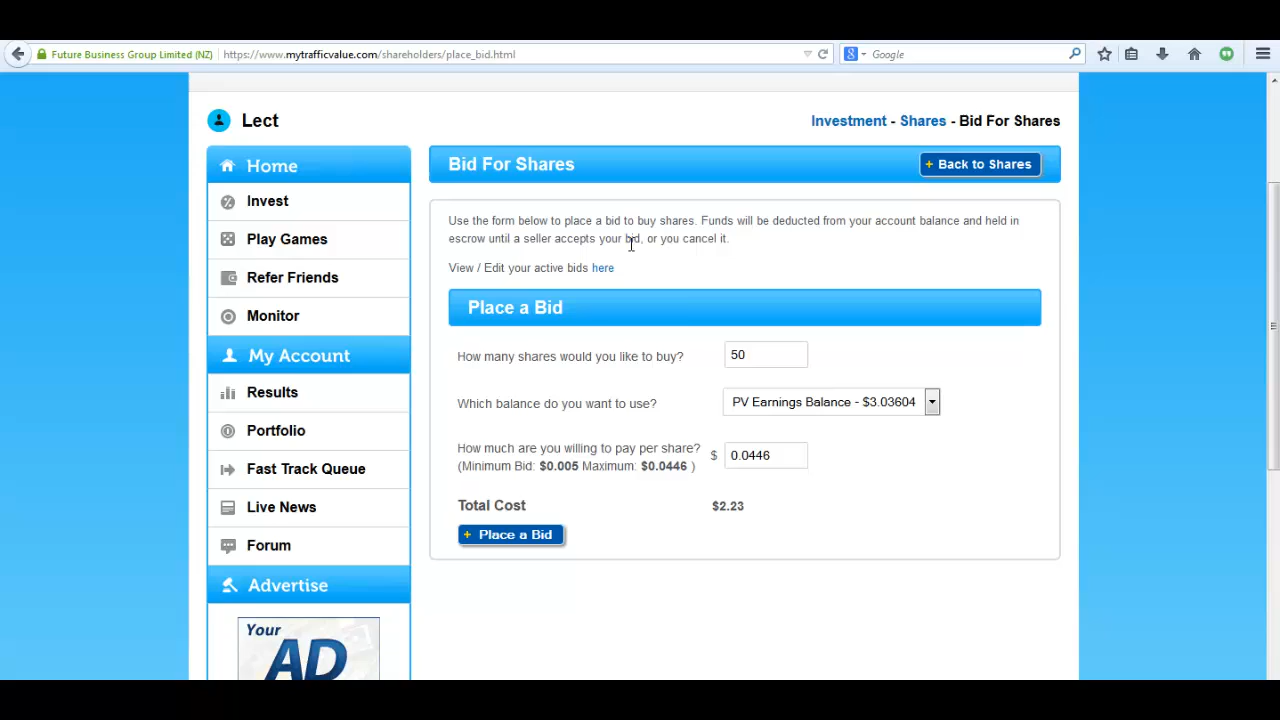 Future Business Group Limited (NZ)
https://www.mytrafficvalue.com/shareholders/place_bid.html
Google
Lect
Investment - Shares - Bid For Shares
Home
Invest
Play Games
Refer Friends
Monitor
My Account
Results
Portfolio
Fast Track Queue
Live News
Forum
Advertise
Your
AD
Bid For Shares
+ Back to Shares
Use the form below to place a bid to buy shares. Funds will be deducted from your account balance and held in
escrow until a seller accepts your bid, or you cancel it.
View / Edit your active bids here
Place a Bid
How many shares would you like to buy? 50
Which balance do you want to use? PV Earnings Balance - $3.03604
How much are you willing to pay per share? $ 0.0446
(Minimum Bid: $0.005 Maximum: $0.0446 )
Total Cost $2.23
+ Place a Bid